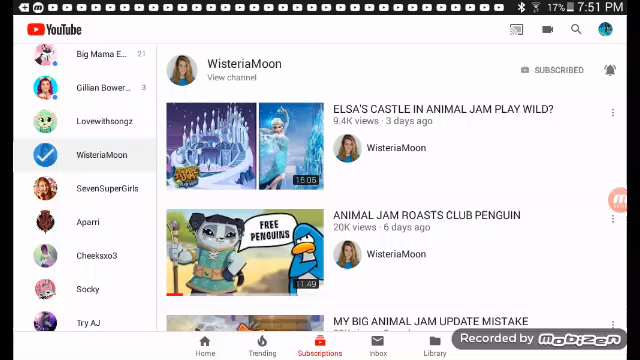 17% 7:51 PM
YouTube
Big Mama E... 21
Gillian Bower... 3
Lovewithsongz
WisteriaMoon
SevenSuperGirls
Aparri
Cheeksxo3
Socky
Try AJ
WisteriaMoon
View channel
SUBSCRIBED
ELSA'S CASTLE IN ANIMAL JAM PLAY WILD?
9.4K views · 3 days ago
WisteriaMoon
15:05
FREE
PENGUINS
11:49
ANIMAL JAM ROASTS CLUB PENGUIN
20K views · 6 days ago
WisteriaMoon
MY BIG ANIMAL JAM UPDATE MISTAKE
Recorded by MOBIZEN
Home Trending Subscriptions Inbox Library